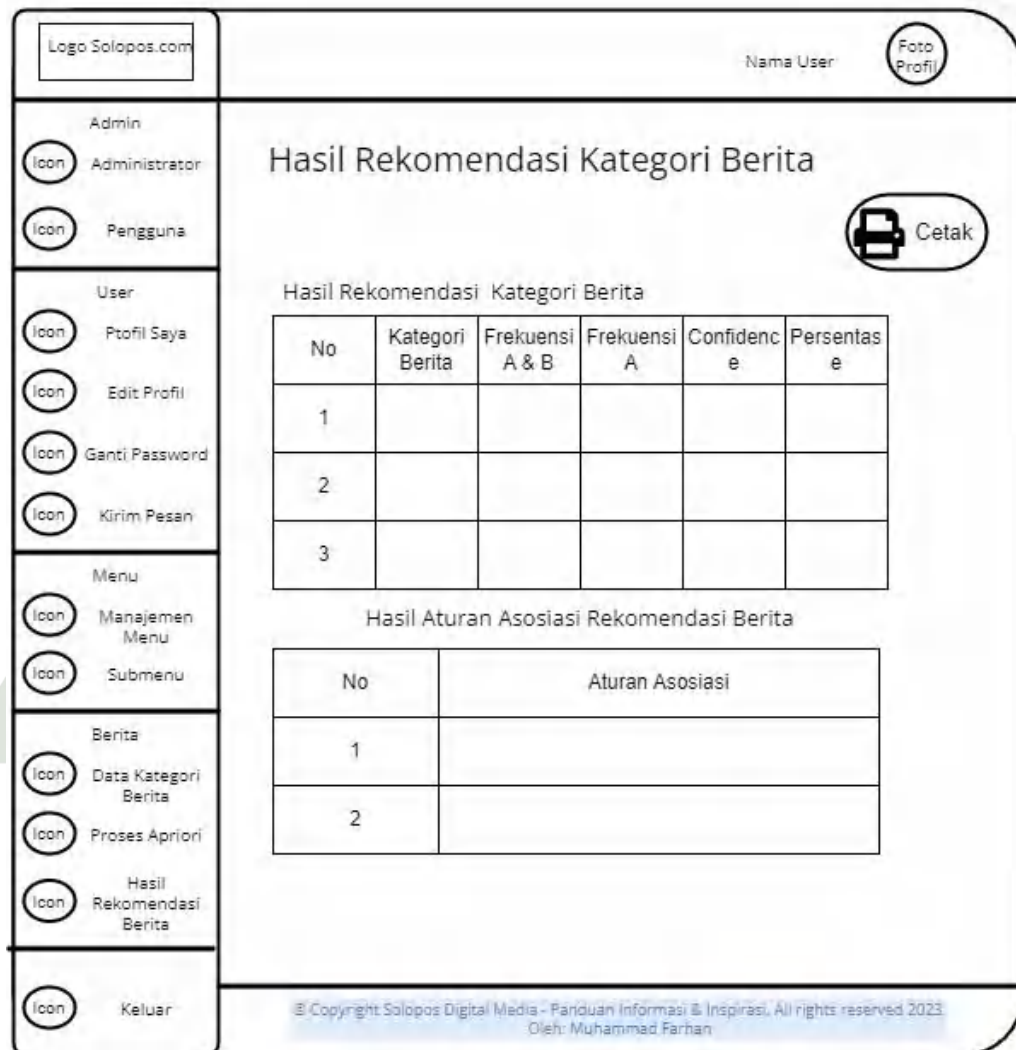 Logo Solopos.com
Nama User
Foto
Profil
Admin
Icon
Administrator
Icon
Pengguna
User
Icon
Ptofil Saya
Icon
Edit Profil
Icon
Ganti Password
Icon
Kirim Pesan
Menu
Icon
Manajemen
Menu
Icon
Submenu
Berita
Icon
Data Kategori
Berita
Icon
Proses Apriori
Icon
Hasil
Rekomendasi
Berita
Icon
Keluar
Hasil Rekomendasi Kategori Berita
Cetak
Hasil Rekomendasi Kategori Berita
No
Kategori
Berita
Frekuensi
A & B
Frekuensi
A
Confidenc
e
Persentas
e
1
2
3
Hasil Aturan Asosiasi Rekomendasi Berita
No
Aturan Asosiasi
1
2
© Copyright Solopos Digital Media - Panduan Informasi & Inspirasi. All rights reserved 2023.
Oleh: Muhammad Farhan